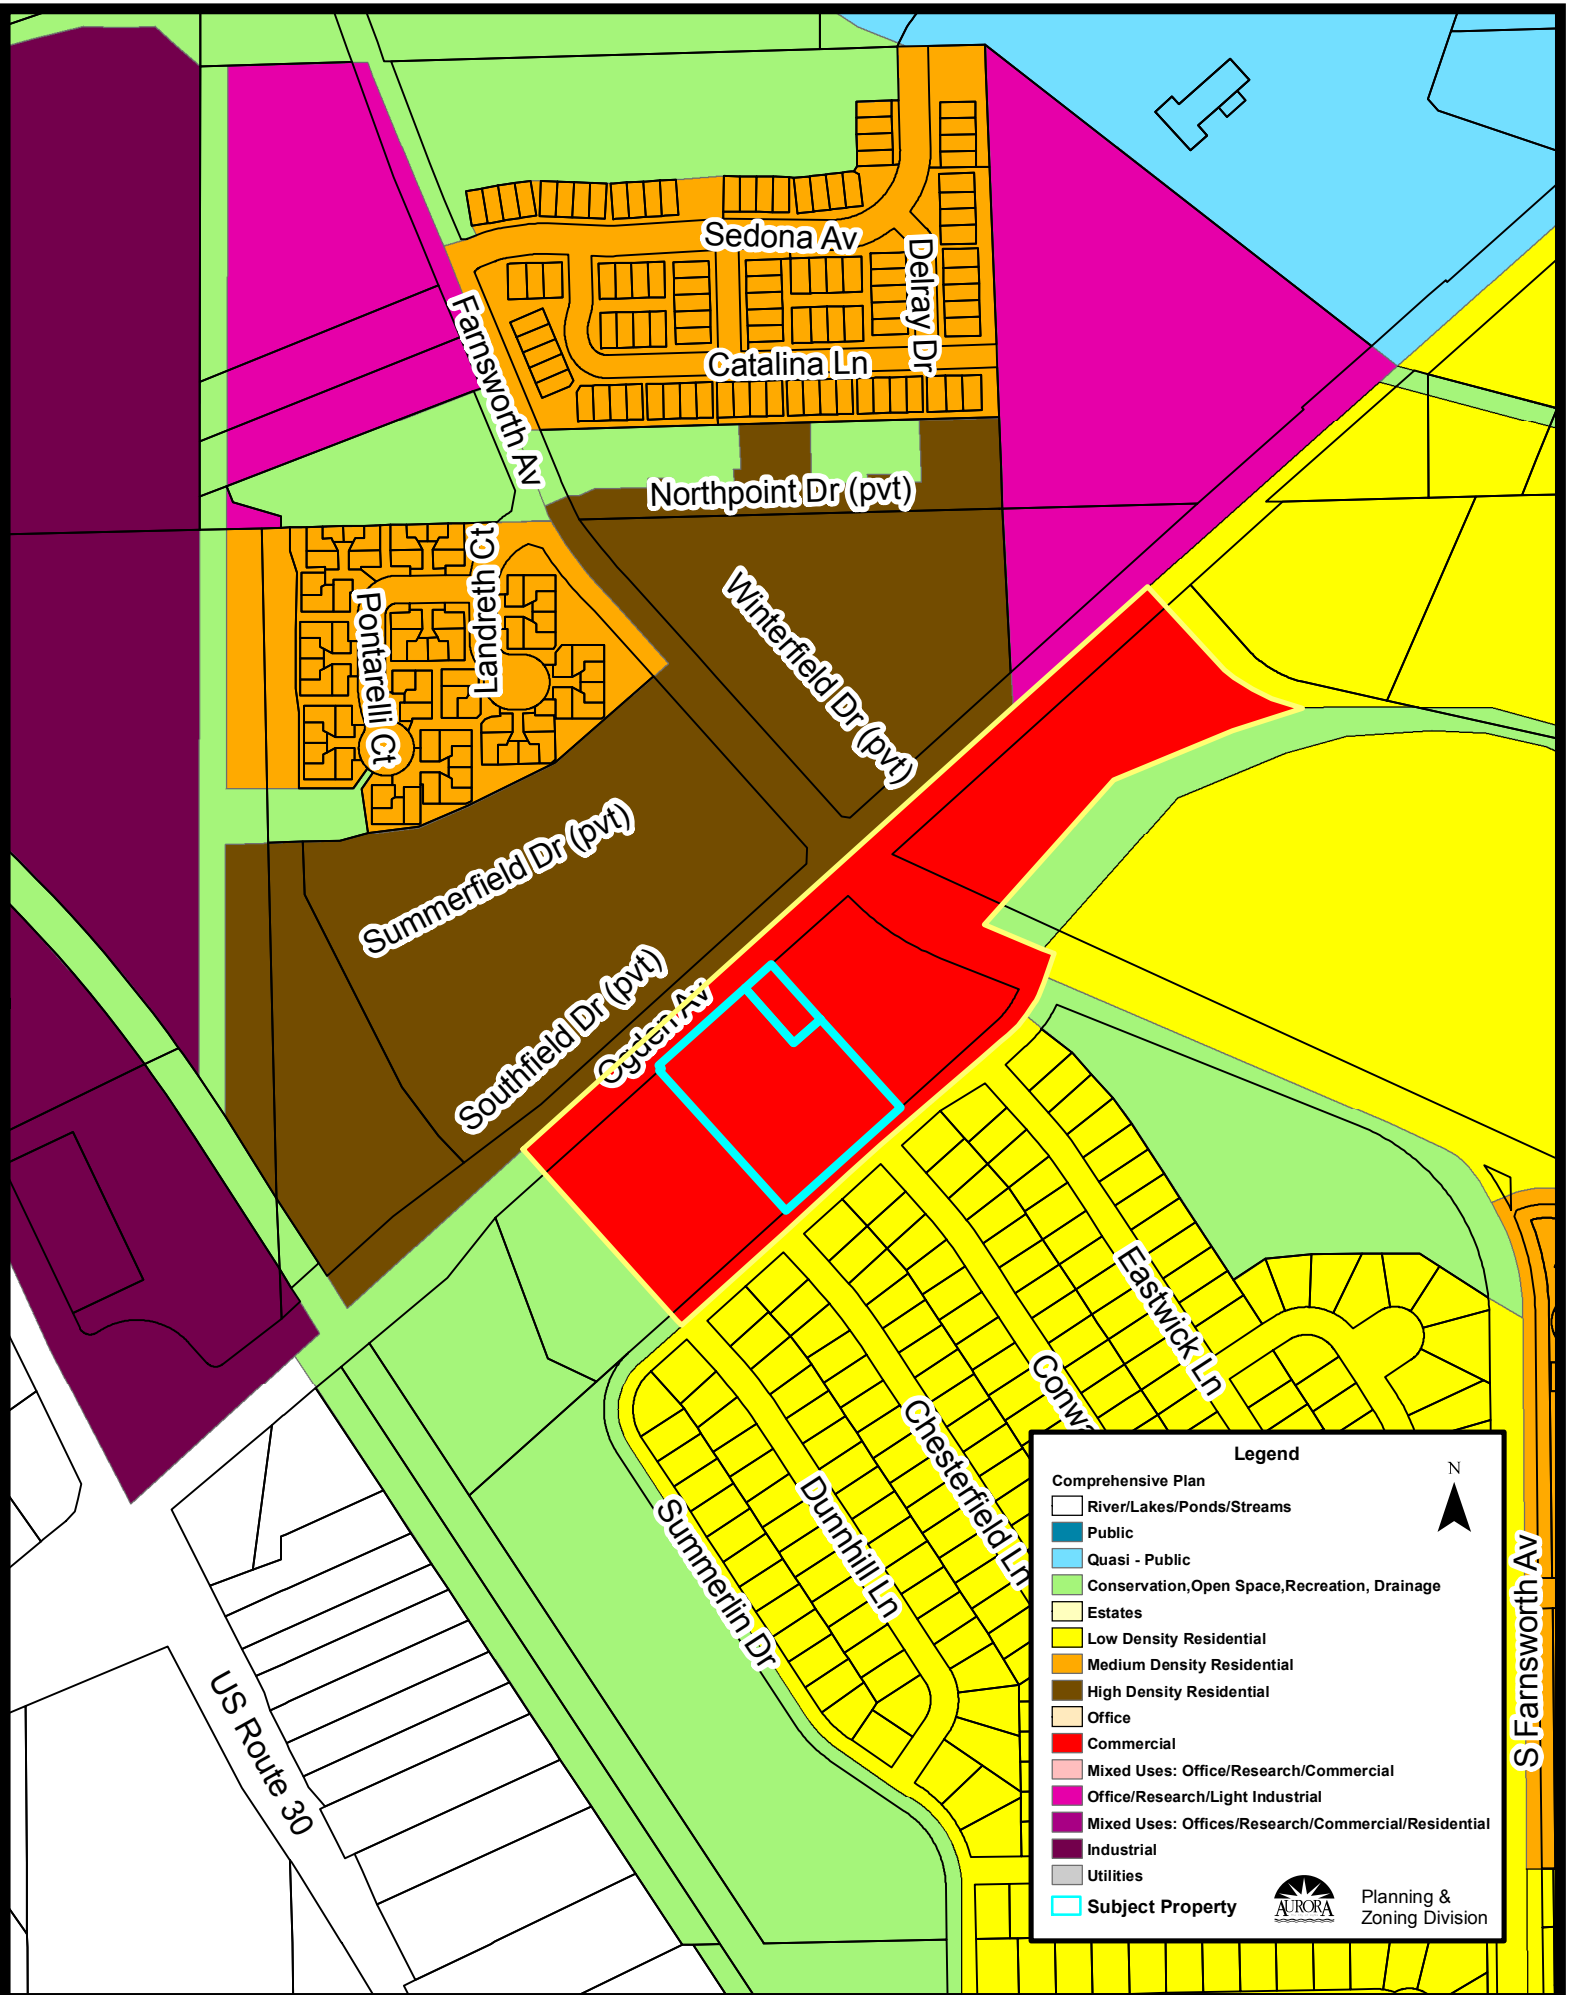 Sedona Av
Delray Dr
Farnsworth Av
Catalina Ln
Northpoint Dr (pvt)
Landreth Ct
Pontarelli Ct
Winterfield Dr (pvt)
Summerfield Dr (pvt)
Southfield Dr (pvt)
Ogden Av
Eastwick Ln
Conwa
Chesterfield Ln
Dunnhill Ln
Summerlin Dr
US Route 30
S Farnsworth Av
Legend
Comprehensive Plan
N
River/Lakes/Ponds/Streams
Public
Quasi - Public
Conservation,Open Space,Recreation, Drainage
Estates
Low Density Residential
Medium Density Residential
High Density Residential
Office
Commercial
Mixed Uses: Office/Research/Commercial
Office/Research/Light Industrial
Mixed Uses: Offices/Research/Commercial/Residential
Industrial
Utilities
Subject Property
AURORA
Planning &
Zoning Division